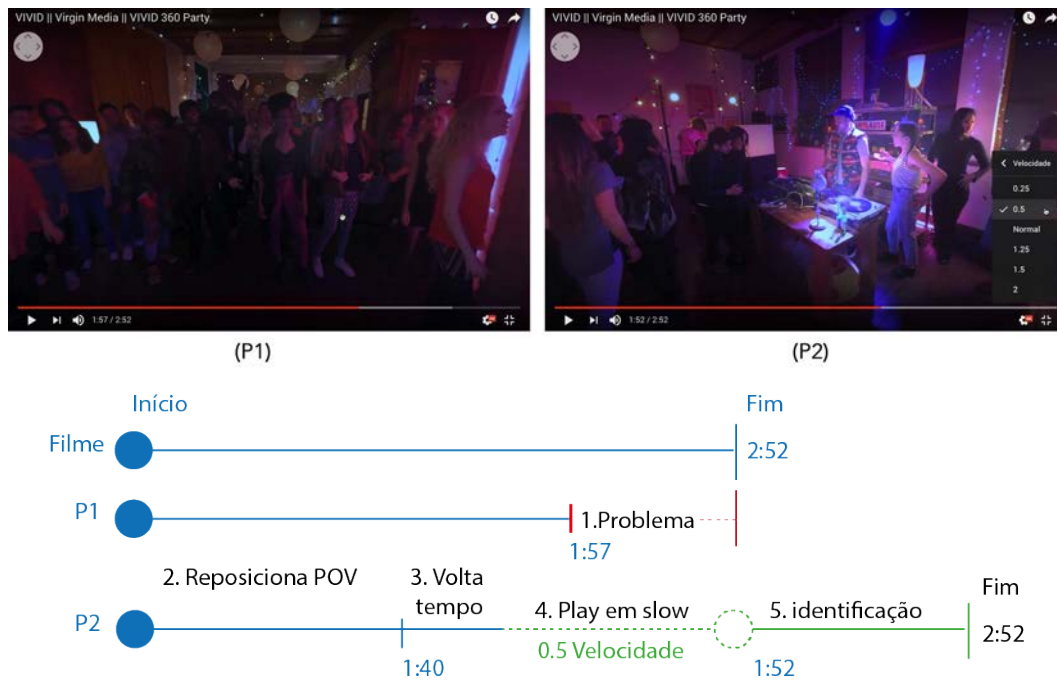 VIVID || Virgin Media || VIVID 360 Party
1:57 / 2:52
(P1)
VIVID || Virgin Media || VIVID 360 Party
Velocidade
0.25
0.5
Normal
1.25
1.5
2
1:52 / 2:52
(P2)
Início
Fim
Filme
2:52
P1
1.Problema
1:57
2. Reposiciona POV
3. Volta
tempo
4. Play em slow
5. identificação
Fim
P2
0.5 Velocidade
2:52
1:40
1:52